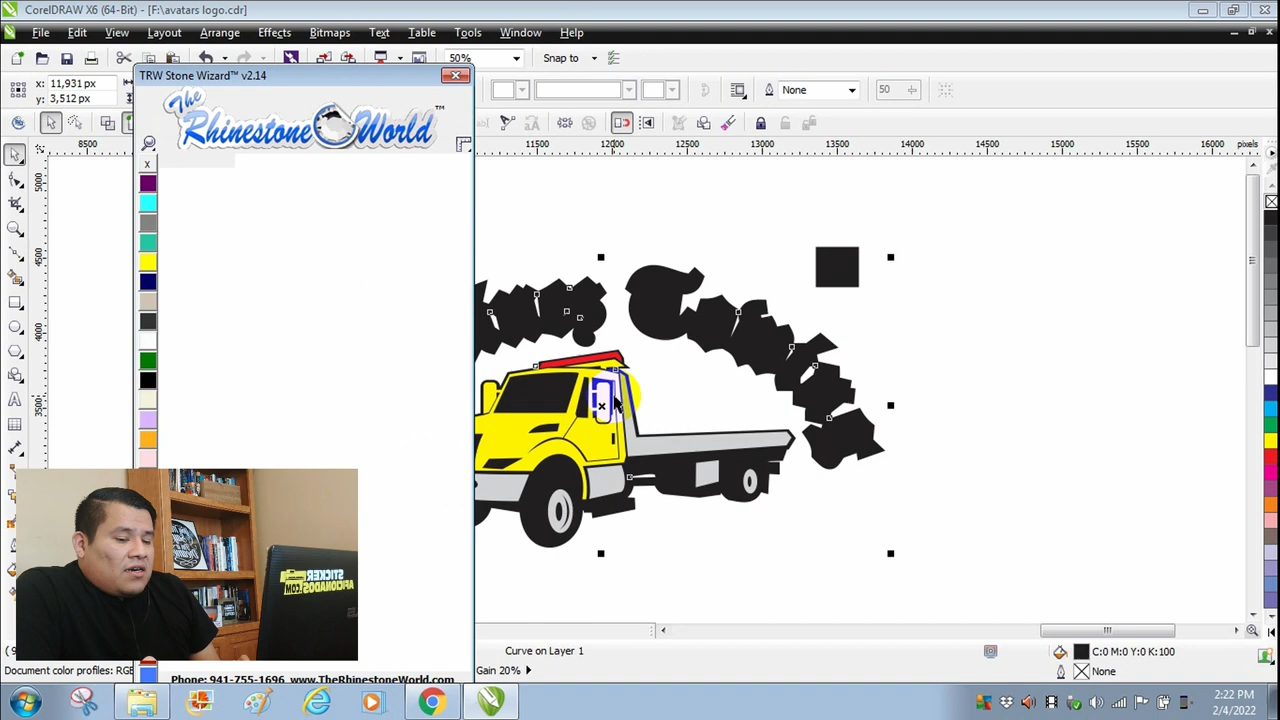 CorelDRAW X6 (64-Bit) - [F:\avatars logo.cdr]
File Edit View Layout Arrange Effects Bitmaps Text Table Tools Window Help
50% Snap to
x: 11,931 px
y: 3,512 px
TRW Stone Wizard™ v2.14
None 50
The
Rhinestone World™
8500 11500 12000 12500 13000 13500 14000 14500 15000 15500 16000 pixels
x
5000
4500
4000
3500
STICKER
AFICIONADOS
.COM
Curve on Layer 1
C:0 M:0 Y:0 K:100
Document color profiles: RGB
Gain 20%
None
Phone: 941-755-1696 www.TheRhinestoneWorld.com
2:22 PM
2/4/2022